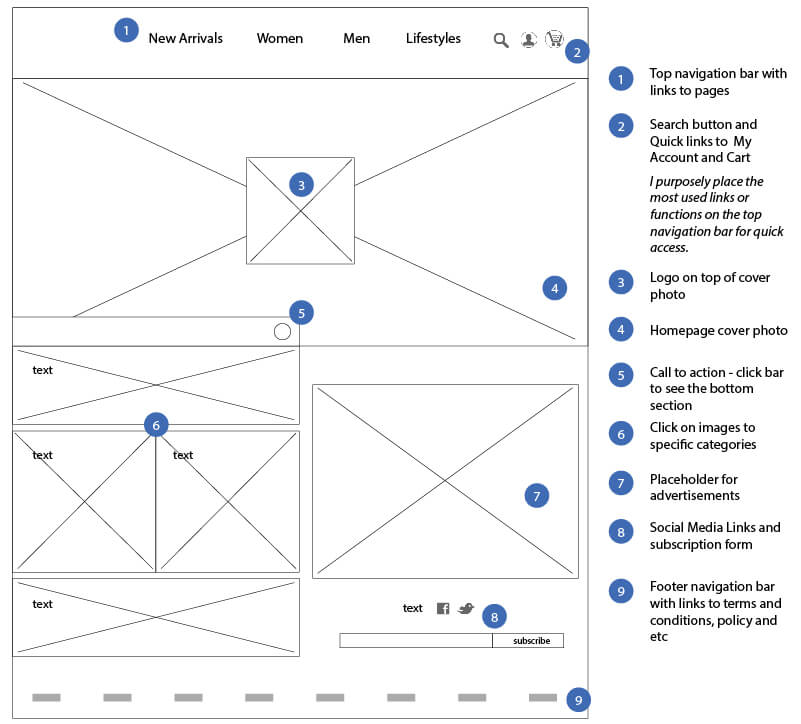 1
New Arrivals Women Men Lifestyles
2
3
4
5
text
6
text text
7
text
text
8
subscribe
9
1 Top navigation bar with
links to pages
2 Search button and
Quick links to My
Account and Cart
I purposely place the
most used links or
functions on the top
navigation bar for quick
access.
3 Logo on top of cover
photo
4 Homepage cover photo
5 Call to action - click bar
to see the bottom
section
6 Click on images to
specific categories
7 Placeholder for
advertisements
8 Social Media Links and
subscription form
9 Footer navigation bar
with links to terms and
conditions, policy and
etc